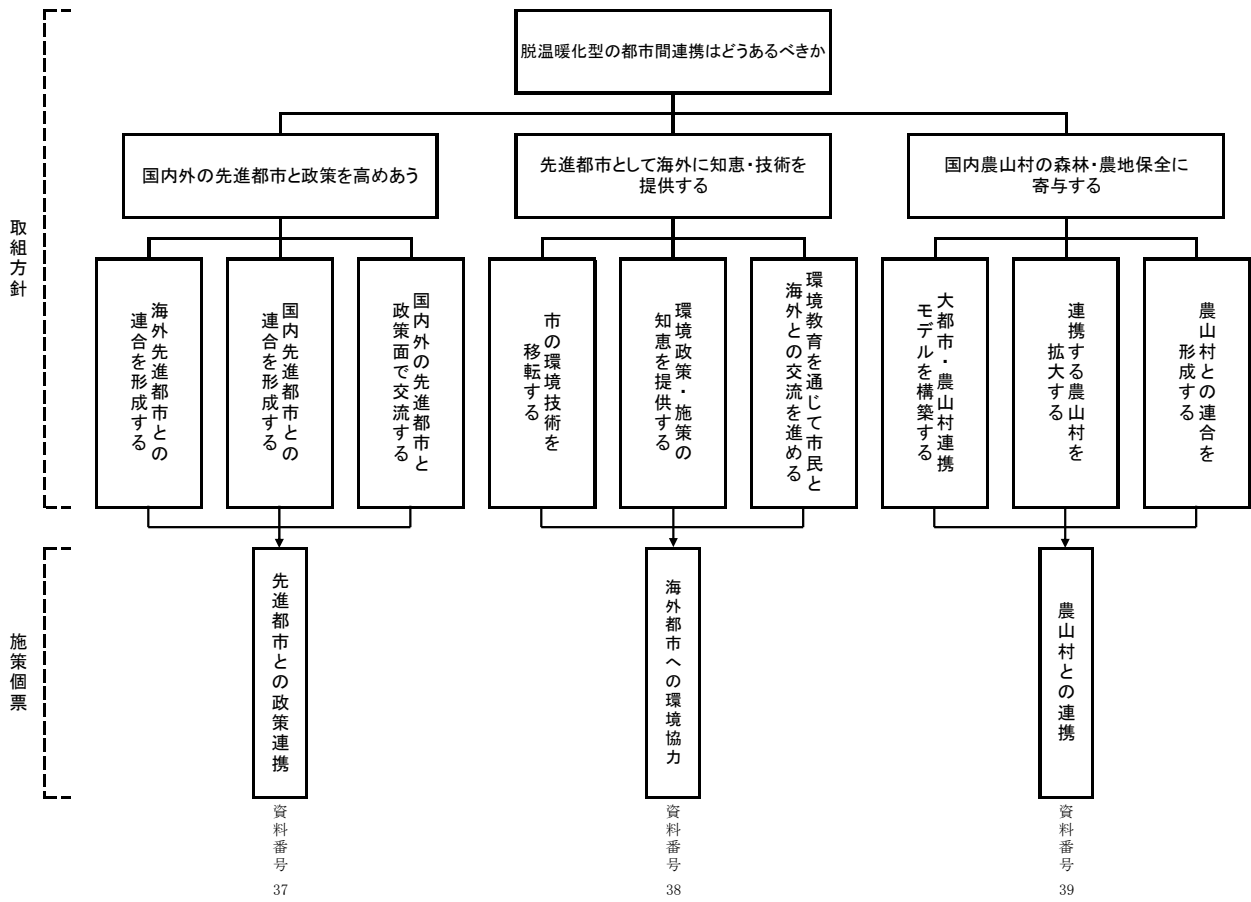 脱温暖化型の都市間連携はどうあるべきか
国内外の先進都市と政策を高めあう
先進都市として海外に知恵・技術を
提供する
国内農山村の森林・農地保全に
寄与する
取組方針
海外先進都市との
連合を形成する
国内先進都市との
連合を形成する
国内外の先進都市と
政策面で交流する
市の環境技術を
移転する
環境政策・施策の
知恵を提供する
環境教育を通じて市民と
海外との交流を進める
大都市・農山村連携
モデルを構築する
連携する農山村を
拡大する
農山村との連合を
形成する
施策個票
先進都市との政策連携
海外都市への環境協力
農山村との連携
資料番号
37
資料番号
38
資料番号
39